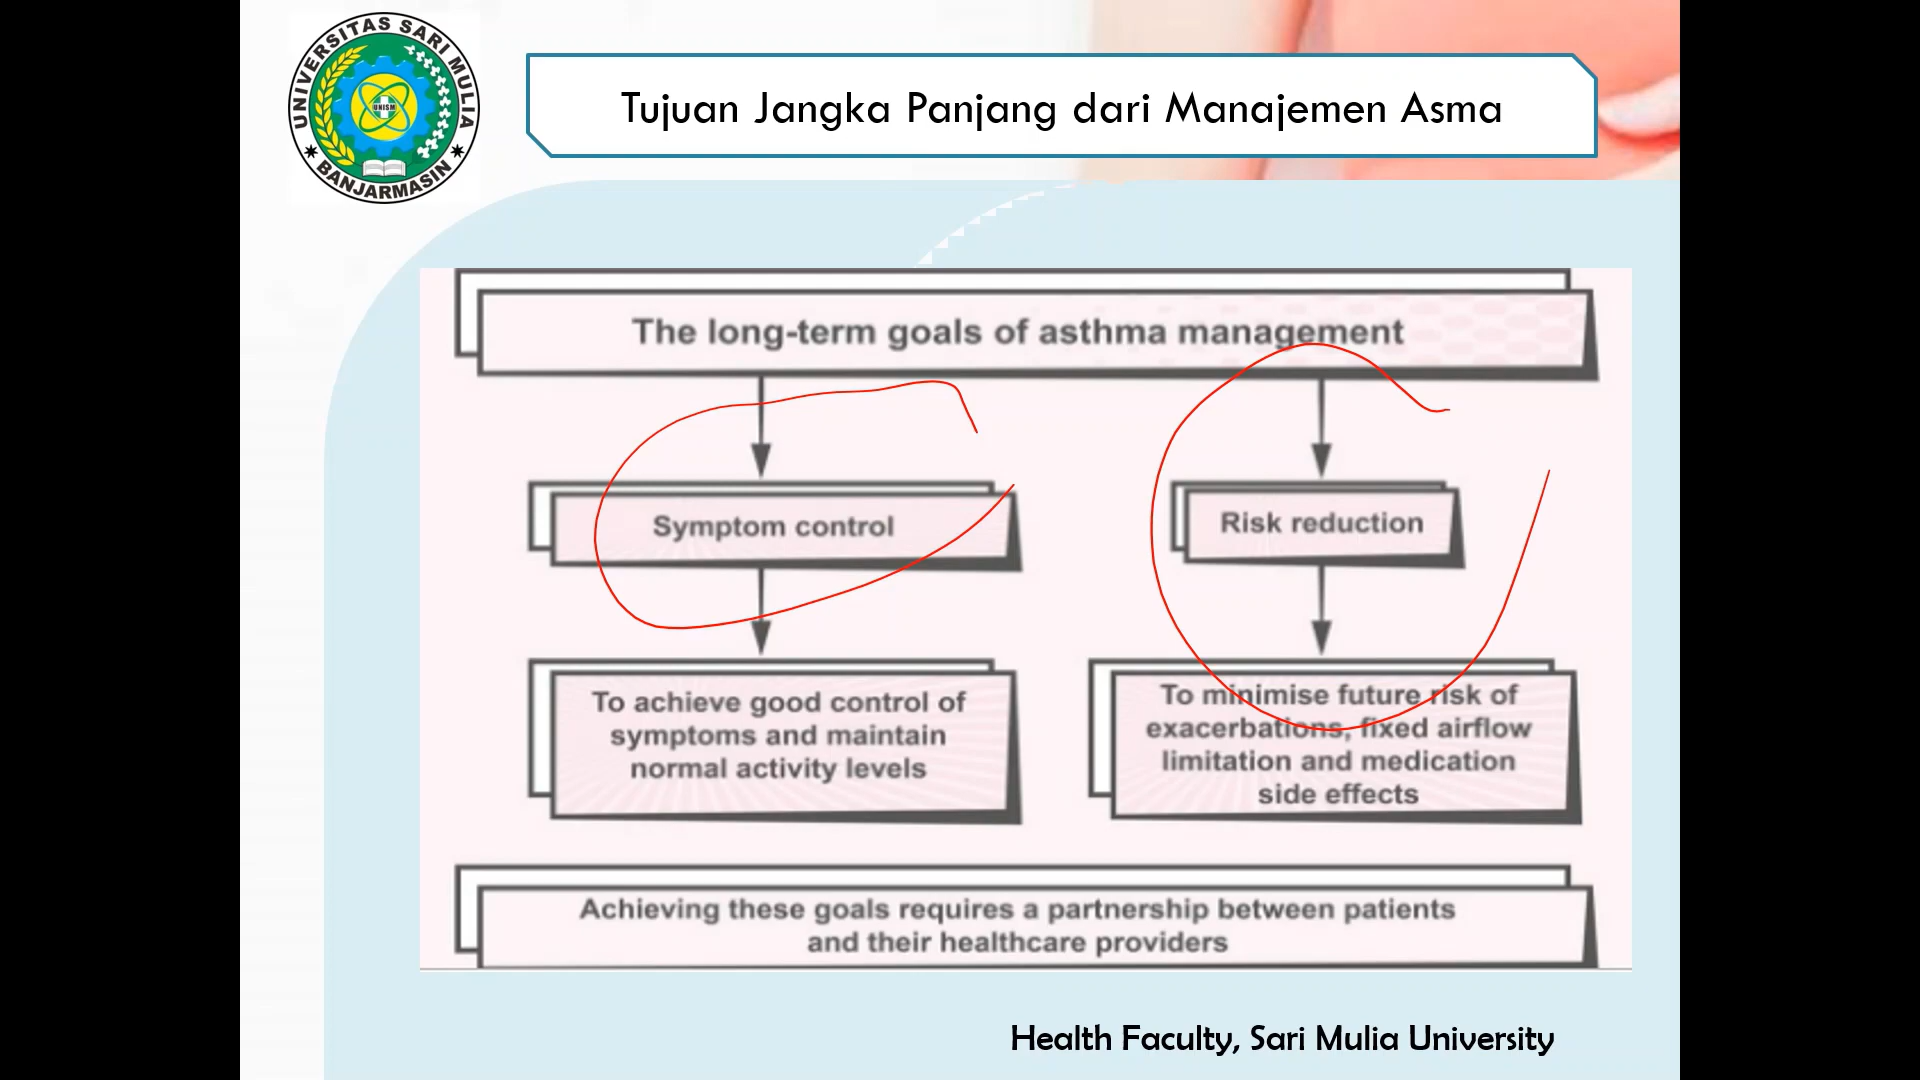 UNIVERSITAS SARI MULIA
UNISM
BANJARMASIN
Tujuan Jangka Panjang dari Manajemen Asma
The long-term goals of asthma management
Symptom control
Risk reduction
To achieve good control of
symptoms and maintain
normal activity levels
To minimise future risk of
exacerbations, fixed airflow
limitation and medication
side effects
Achieving these goals requires a partnership between patients
and their healthcare providers
Health Faculty, Sari Mulia University